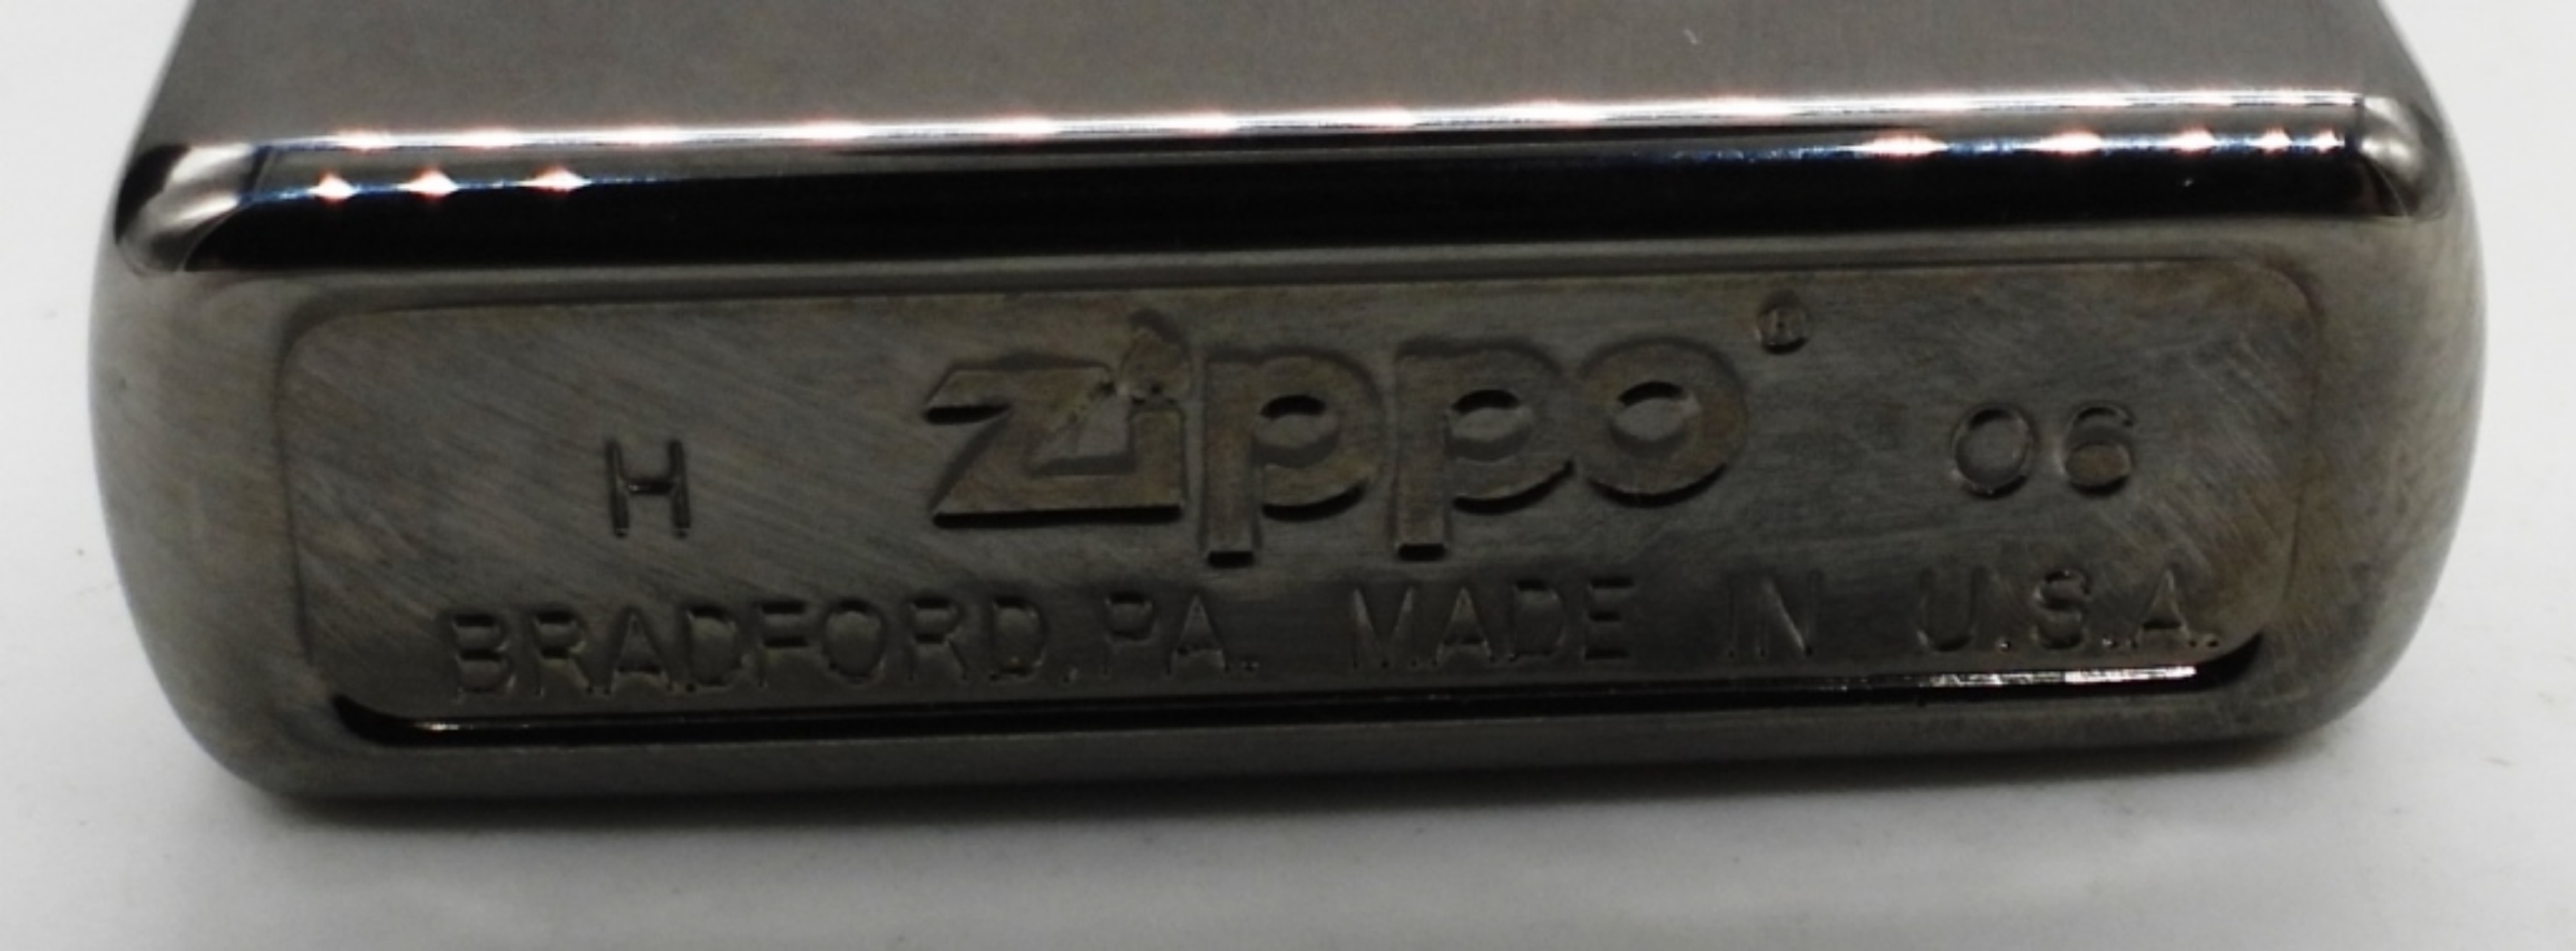 H Zippo® 06
BRADFORD, PA. MADE IN U.S.A.